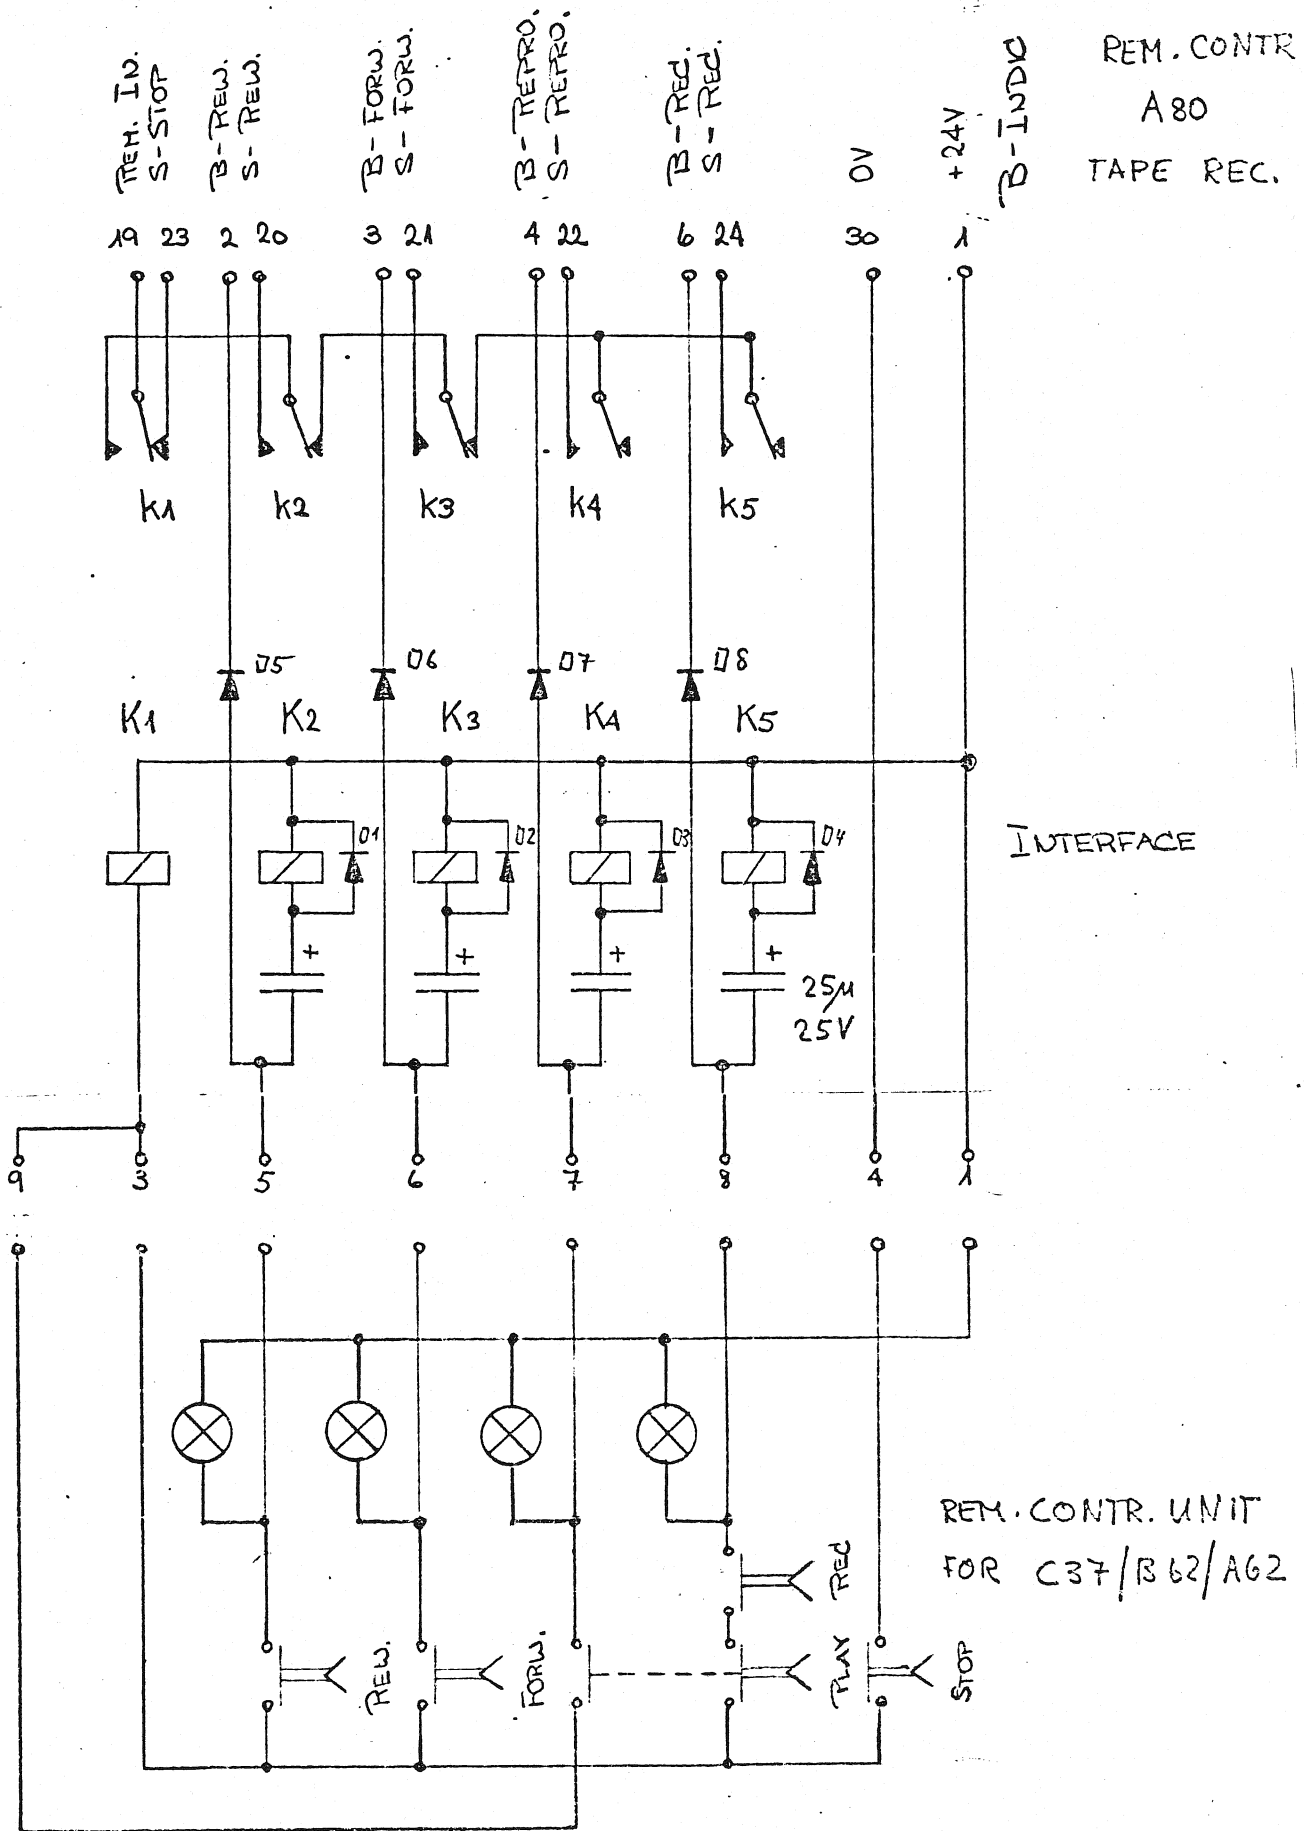 REM. CONTR
A80
TAPE REC.
REM. IN.
S-STOP
B-REW.
S-REW.
B-FORW.
S-FORW.
B-REPRO.
S-REPRO.
B-REC.
S-REC.
0V
+24V
B-INDIC
19 23 2 20 3 21 4 22 6 24 30 1
k1 k2 k3 k4 k5
D5 D6 D7 D8
K1 K2 K3 K4 K5
D1 D2 D3 D4
INTERFACE
+ + + +
25µ
25V
9 3 5 6 7 8 4 1
REM. CONTR. UNIT
FOR C37/B62/A62
REC
REW.
FORW.
PLAY
STOP